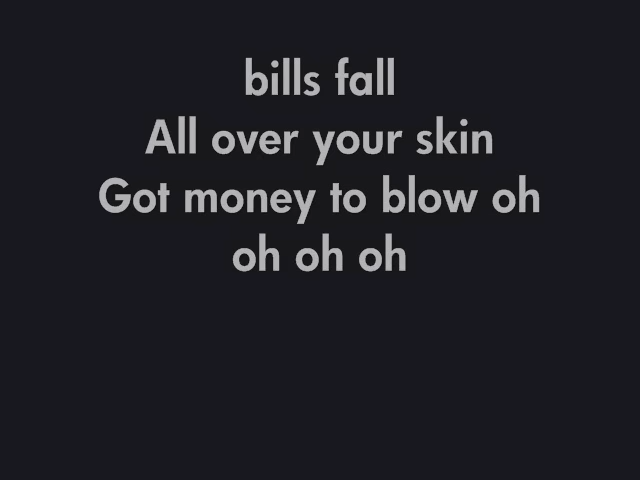 bills fall
All over your skin
Got money to blow oh
oh oh oh